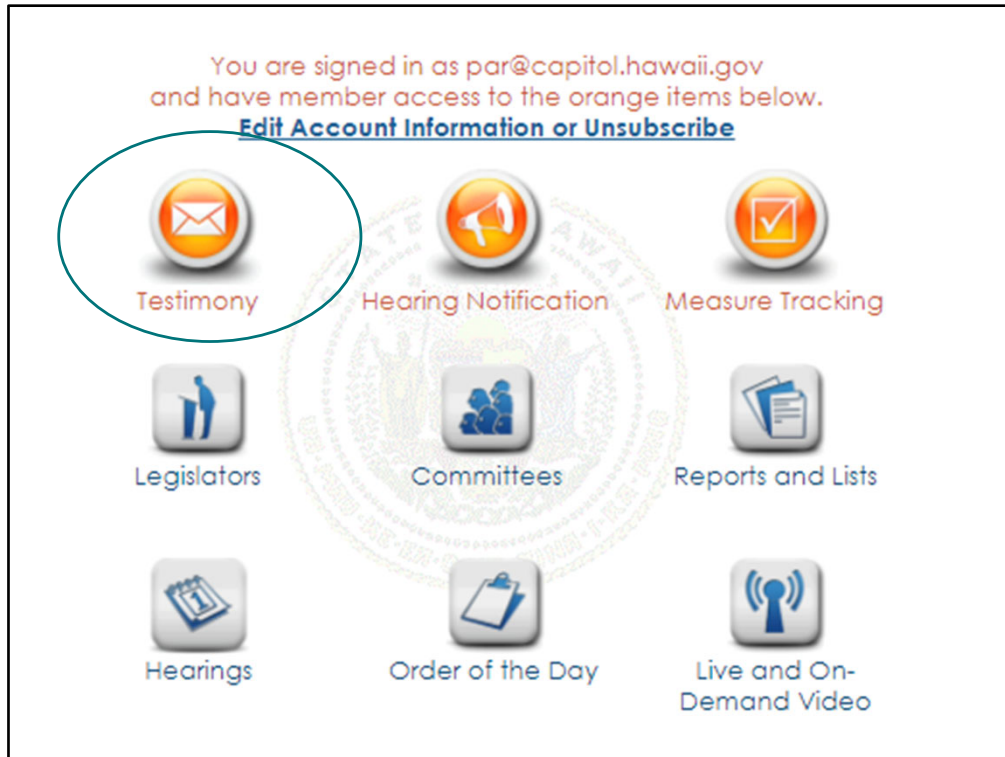 You are signed in as par@capitol.hawaii.gov
and have member access to the orange items below.
Edit Account Information or Unsubscribe
Testimony
Hearing Notification
Measure Tracking
Legislators
Committees
Reports and Lists
1
Hearings
Order of the Day
Live and On-
Demand Video